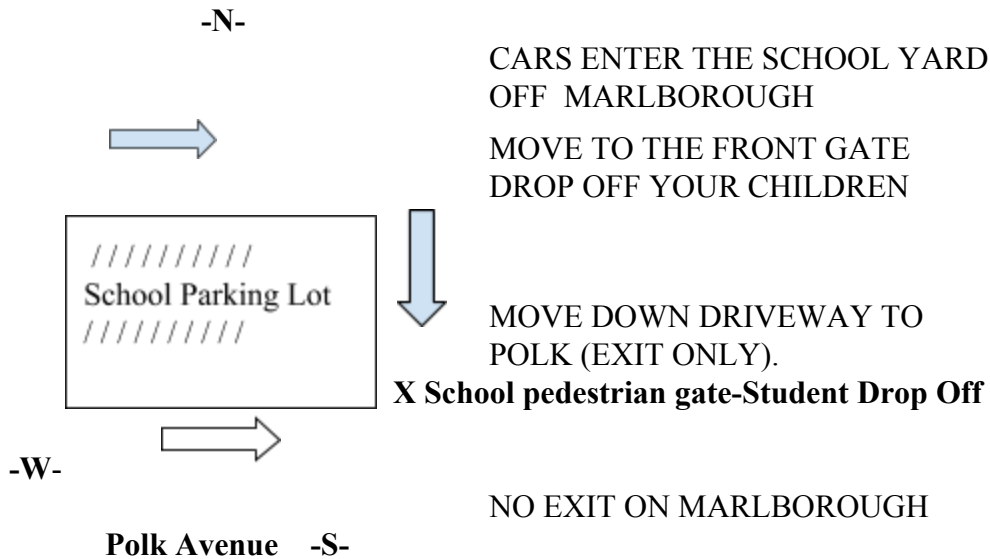 -N-
CARS ENTER THE SCHOOL YARD
OFF MARLBOROUGH
MOVE TO THE FRONT GATE
DROP OFF YOUR CHILDREN
//////////
School Parking Lot
//////////
MOVE DOWN DRIVEWAY TO
POLK (EXIT ONLY).
X School pedestrian gate-Student Drop Off
-W-
NO EXIT ON MARLBOROUGH
Polk Avenue -S-